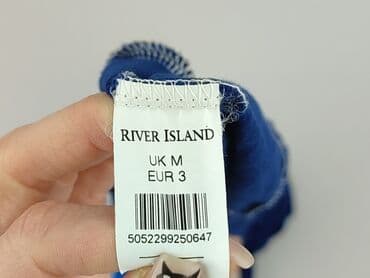 RIVER ISLAND
UK M
EUR 3
5052299250647